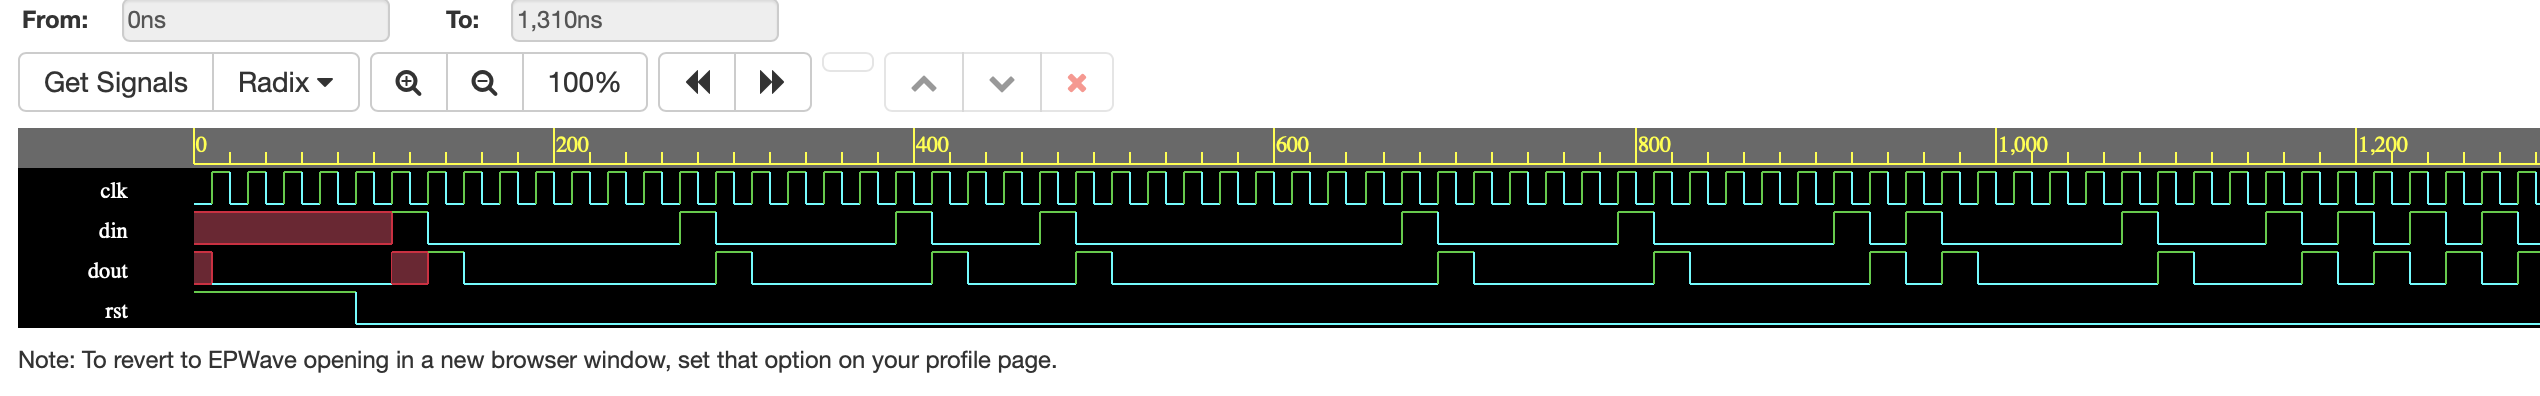 From: 0ns To: 1,310ns
Get Signals Radix 100%
0 200 400 600 800 1,000 1,200
clk
din
dout
rst
Note: To revert to EPWave opening in a new browser window, set that option on your profile page.